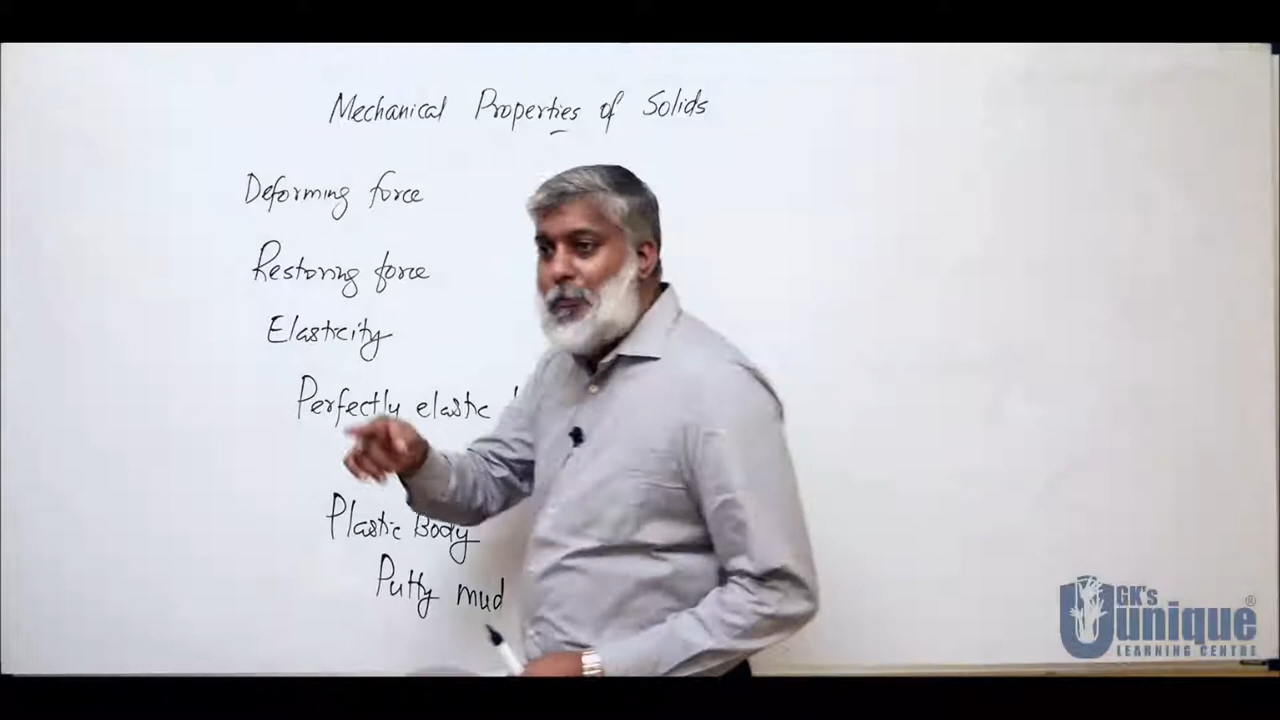 Mechanical Properties of Solids
Deforming force
Restoring force
Elasticity
Perfectly elastic
Plastic Body
Putty mud
GK's
unique®
LEARNING CENTRE